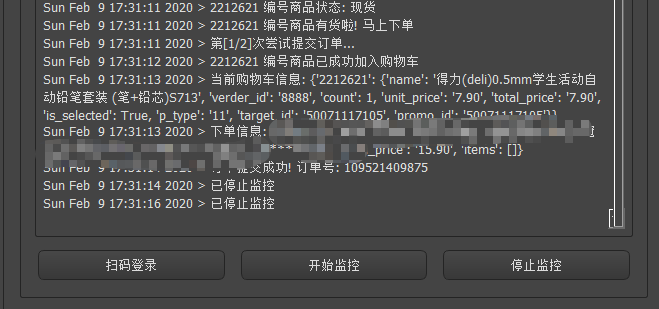 Sun Feb  9 17:31:11 2020 > 2212621 编号商品状态: 现货
Sun Feb  9 17:31:11 2020 > 2212621 编号商品有货啦! 马上下单
Sun Feb  9 17:31:11 2020 > 第[1/2]次尝试提交订单...
Sun Feb  9 17:31:12 2020 > 2212621 编号商品已成功加入购物车
Sun Feb  9 17:31:13 2020 > 当前购物车信息: {'2212621': {'name': '得力(deli)0.5mm学生活动自
动铅笔套装 (笔+铅芯)S713', 'verder_id': '8888', 'count': 1, 'unit_price': '7.90', 'total_price': '7.90',
'is_selected': True, 'p_type': '11', 'target_id': '50071117105', 'promo_id': '50071117105'}}
Sun Feb  9 17:31:13 2020 > 下单信息:
_price': '15.90', 'items': []}
Sun Feb  9 17:31:14 2020 > 订单提交成功! 订单号: 109521409875
Sun Feb  9 17:31:14 2020 > 已停止监控
Sun Feb  9 17:31:16 2020 > 已停止监控
扫码登录
开始监控
停止监控